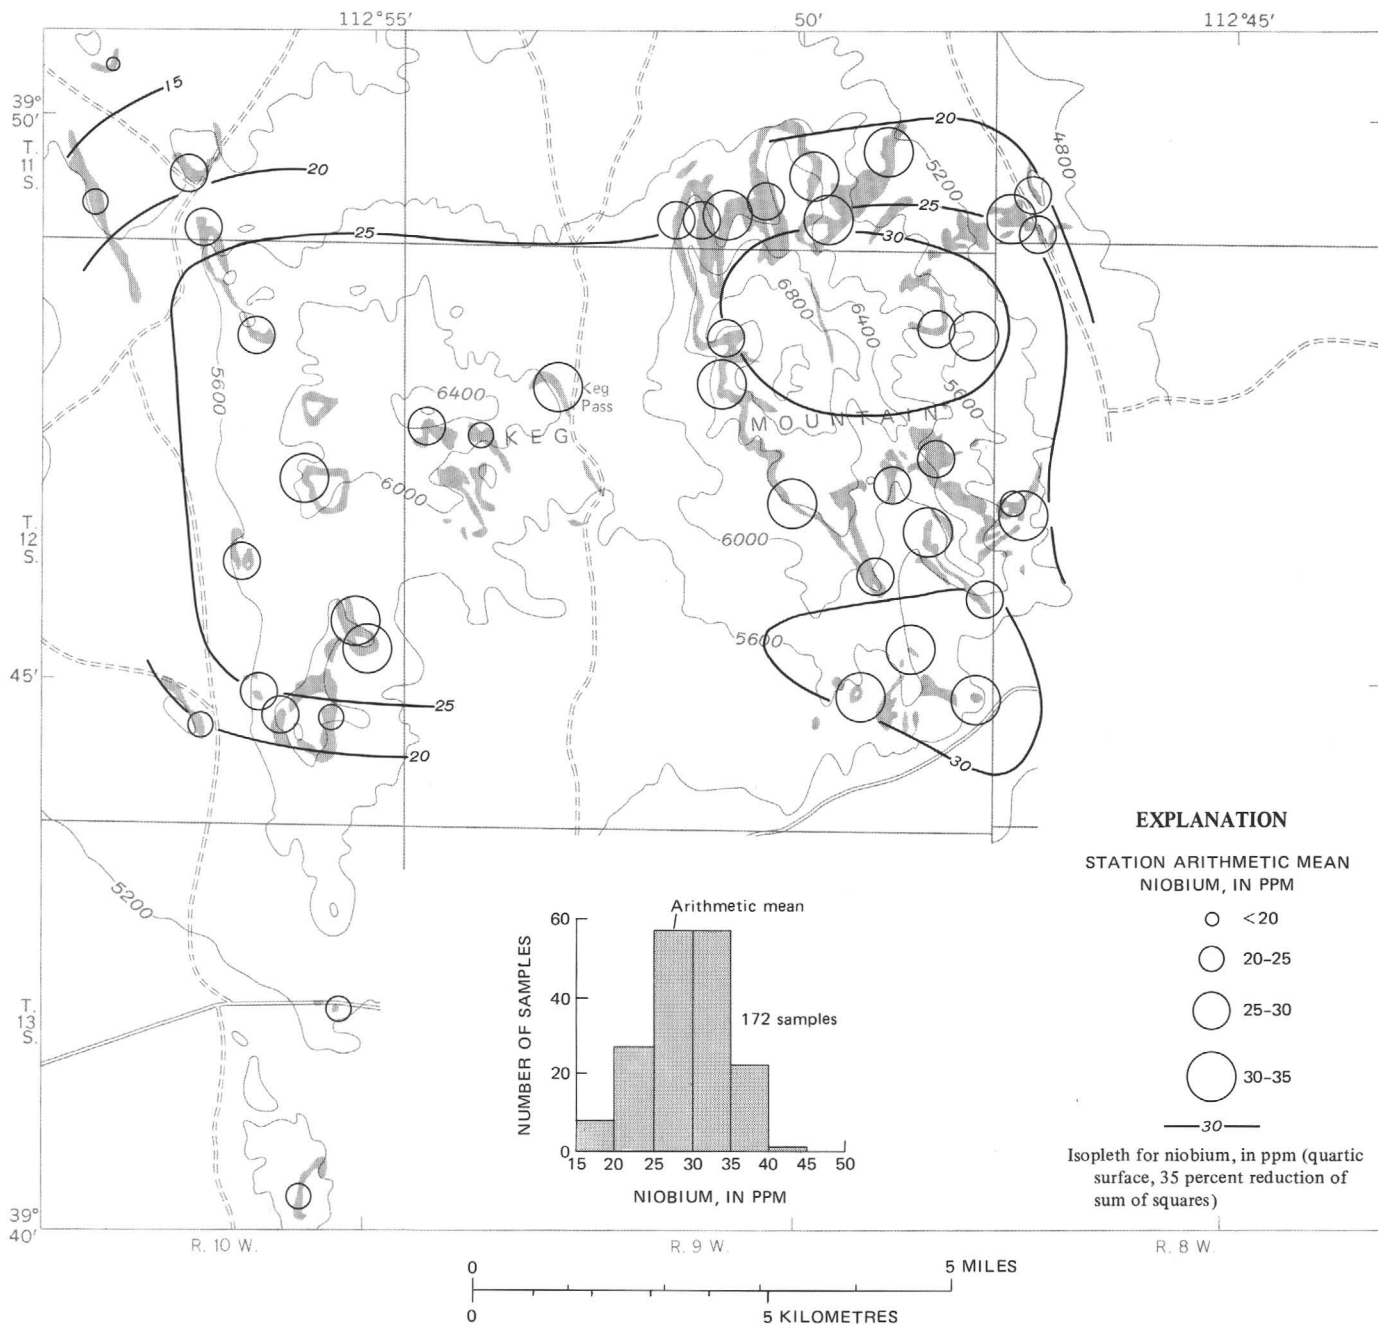 112°55′ 50′ 112°45′
15
39°
50′
T.
11
S.
20
20
4800
5200
25
25
30
6800
6400
5600
5600
6400
Keg
Pass
MOUNTAIN
KEG
6000
T.
12
S.
6000
5600
45′
25
20
30
5200
EXPLANATION
STATION ARITHMETIC MEAN
NIOBIUM, IN PPM
<20
20–25
25–30
30–35
30
Isopleth for niobium, in ppm (quartic
surface, 35 percent reduction of
sum of squares)
Arithmetic mean
60
40
20
0
NUMBER OF SAMPLES
172 samples
15 20 25 30 35 40 45 50
NIOBIUM, IN PPM
T.
13
S.
39°
40′
R. 10 W. R. 9 W. R. 8 W.
0 5 MILES
0 5 KILOMETRES